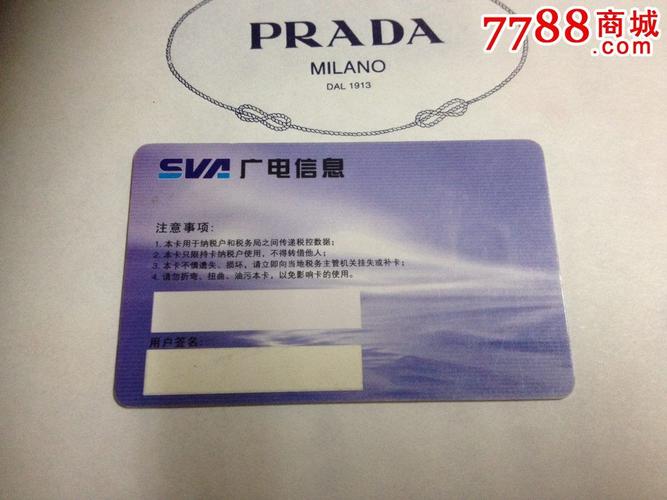 PRADA
MILANO
DAL 1913
7788商城
.com
SVA 广电信息
注意事项:
1. 本卡用于纳税户和税务局之间传递税控数据;
2. 本卡只限持卡纳税户使用，不得转借他人;
3. 本卡不慎遗失、损坏，请立即向当地税务主管机关挂失或补卡;
4. 请勿折弯、扭曲、油污本卡，以免影响卡的使用。
用户签名: